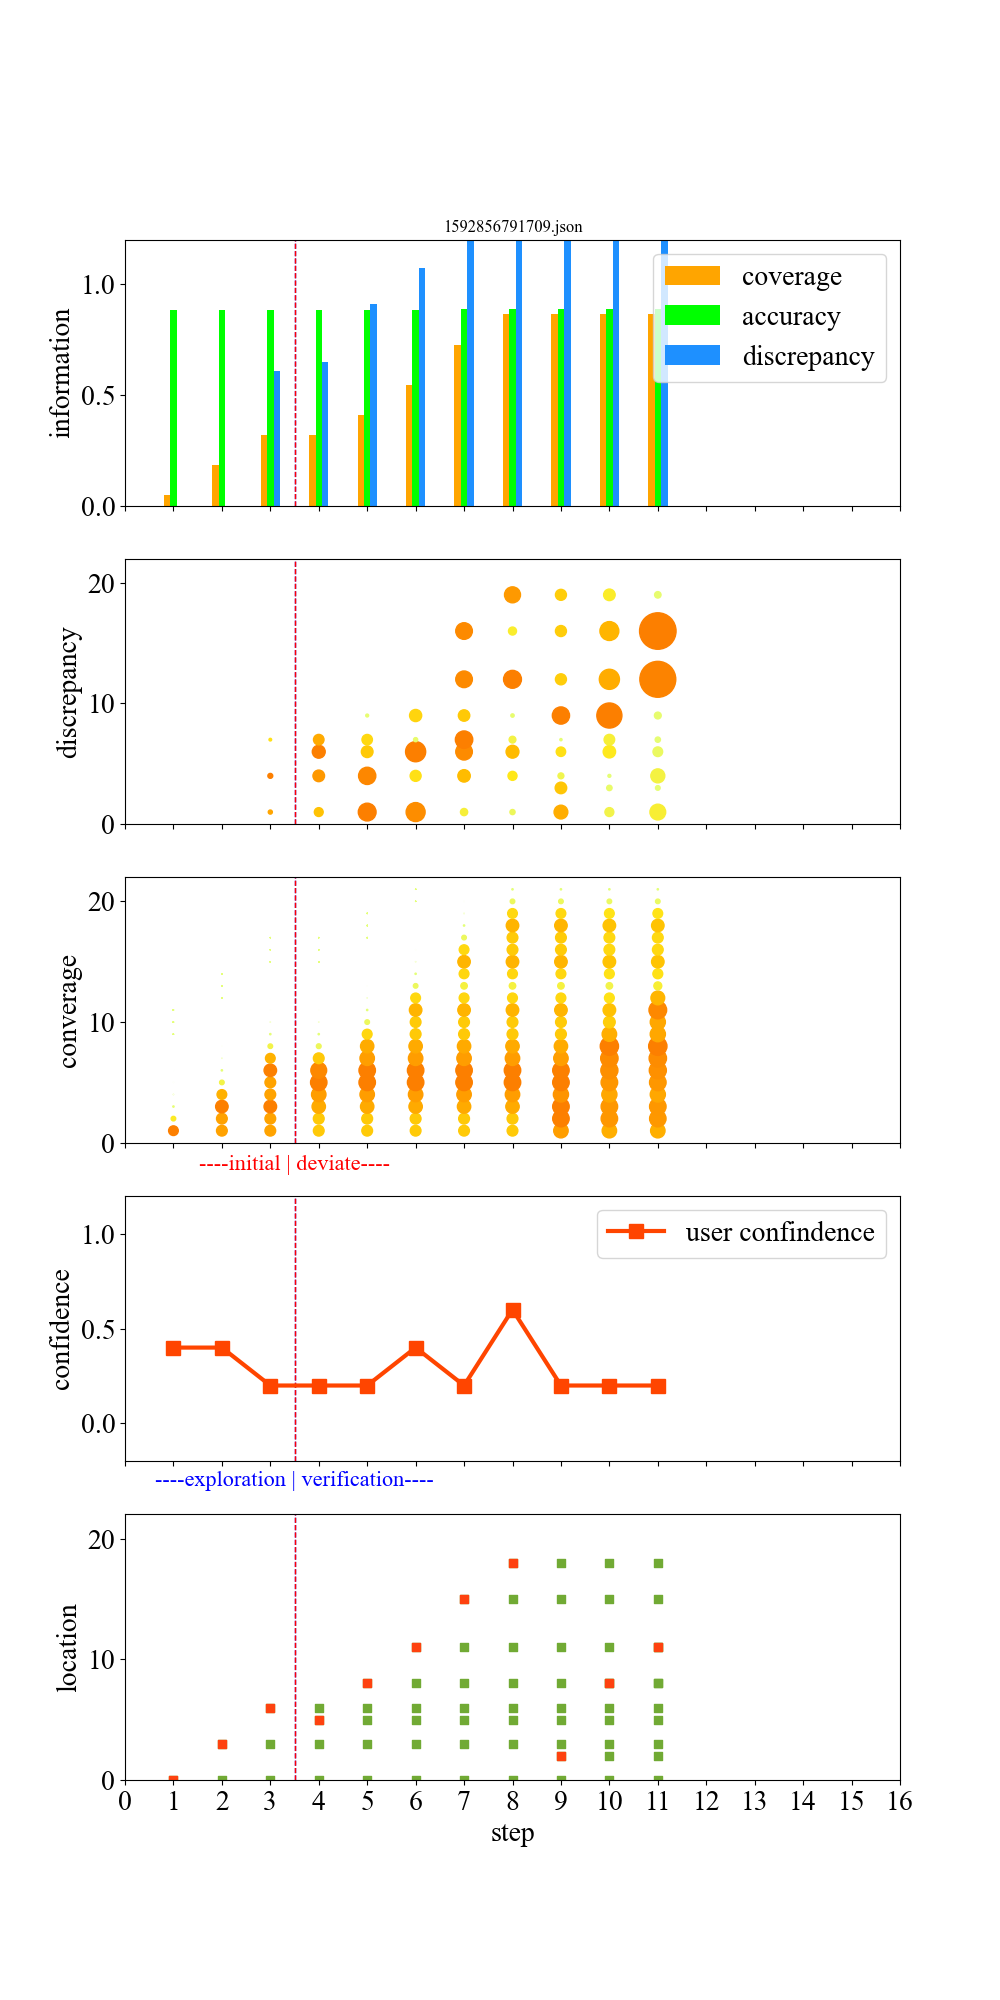 1592856791709.json
information
1.0
0.5
0.0
coverage
accuracy
discrepancy
discrepancy
20
10
0
converage
20
10
0
----initial | deviate----
confidence
1.0
0.5
0.0
user confindence
----exploration | verification----
location
20
10
0
0 1 2 3 4 5 6 7 8 9 10 11 12 13 14 15 16
step